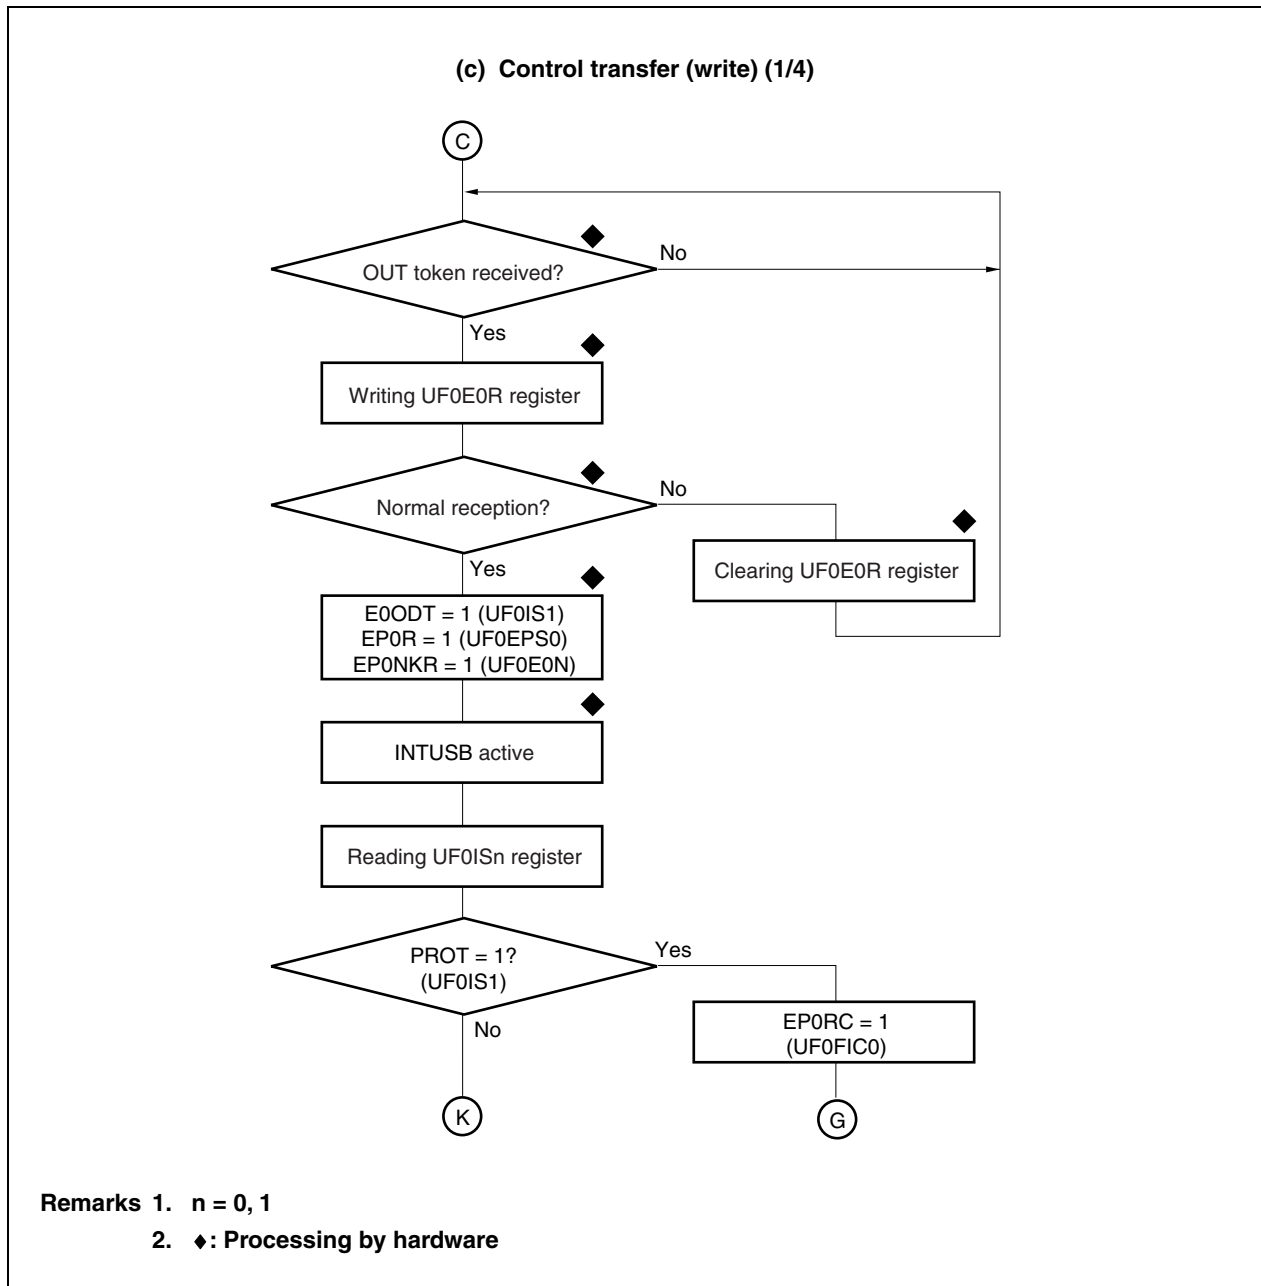 (c) Control transfer (write) (1/4)
C
OUT token received?
No
Yes
Writing UF0E0R register
Normal reception?
No
Yes
Clearing UF0E0R register
E0ODT = 1 (UF0IS1)
EP0R = 1 (UF0EPS0)
EP0NKR = 1 (UF0E0N)
INTUSB active
Reading UF0ISn register
PROT = 1?
(UF0IS1)
Yes
No
EP0RC = 1
(UF0FIC0)
K
G
Remarks 1. n = 0, 1
2. ♦: Processing by hardware